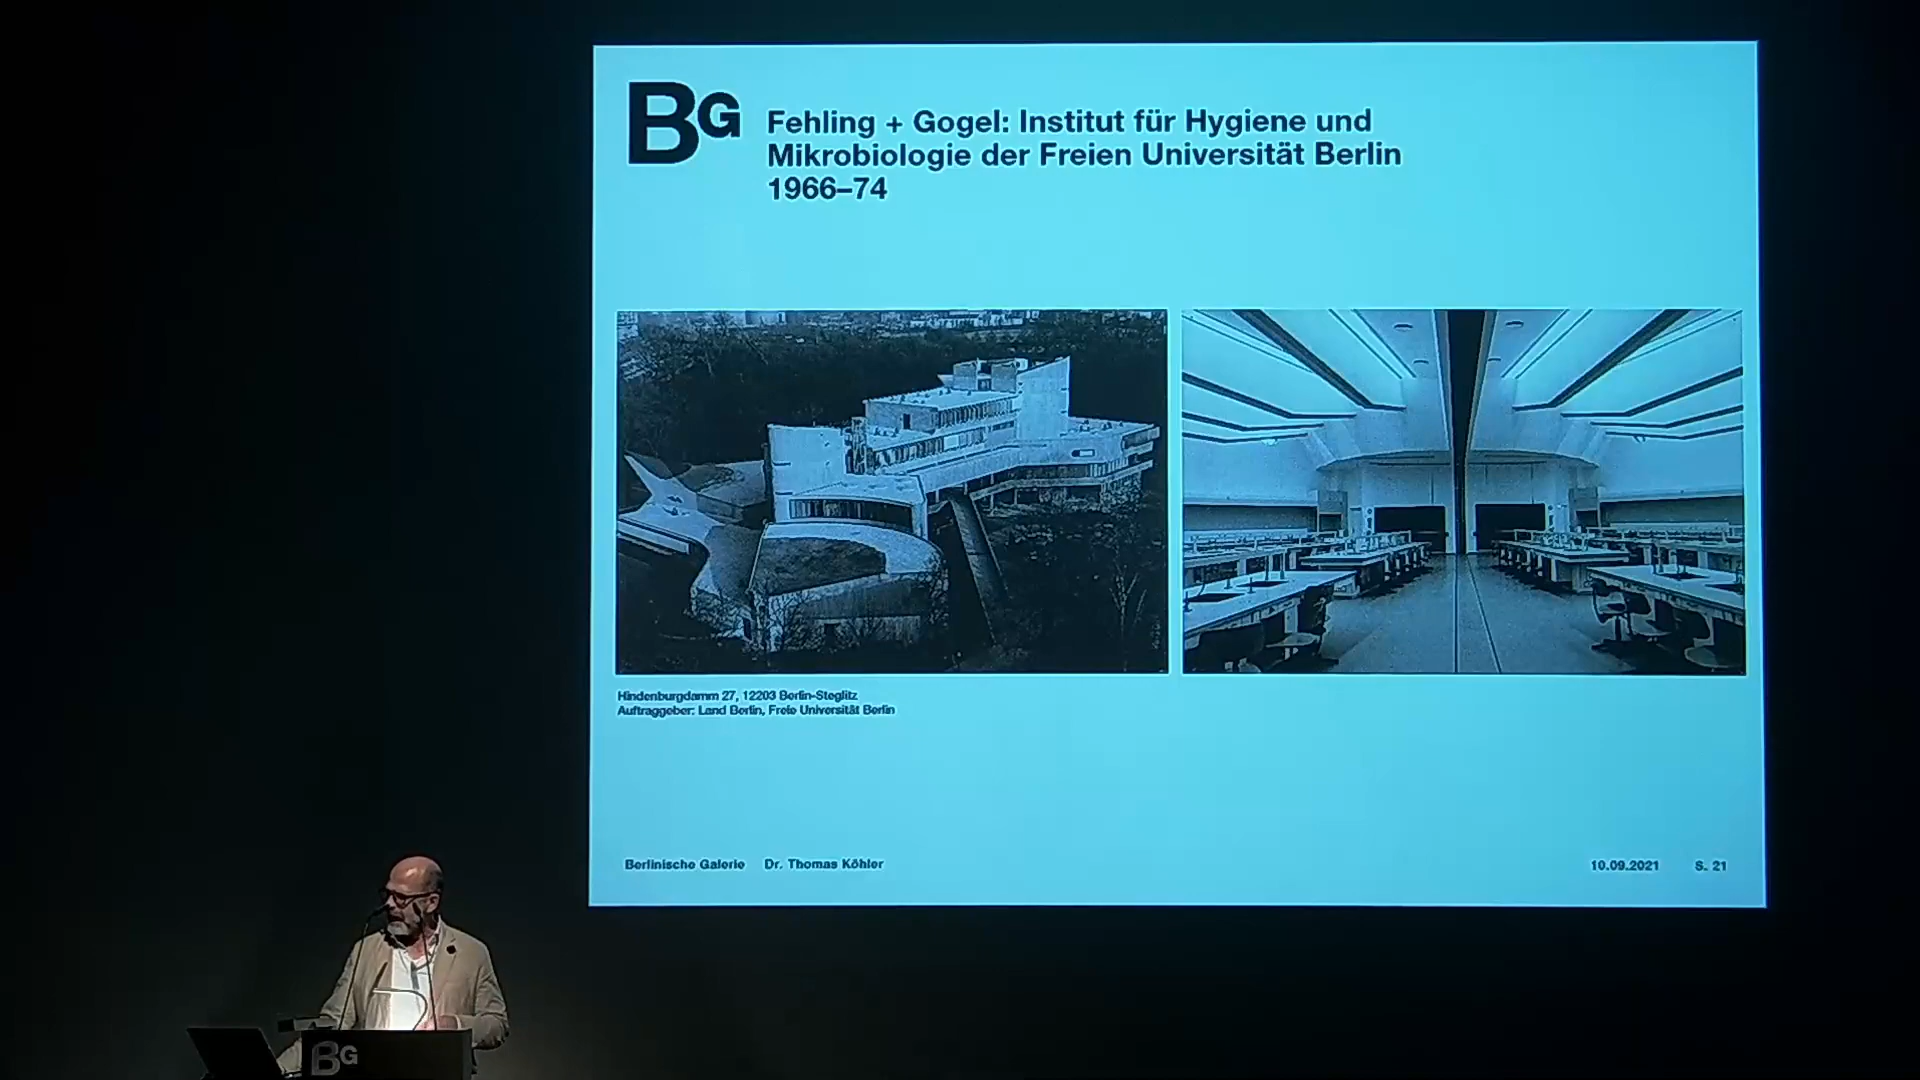 BG
Fehling + Gogel: Institut für Hygiene und
Mikrobiologie der Freien Universität Berlin
1966–74
Hindenburgdamm 27, 12203 Berlin-Steglitz
Auftraggeber: Land Berlin, Freie Universität Berlin
Berlinische Galerie Dr. Thomas Köhler
10.09.2021 S. 21
BG